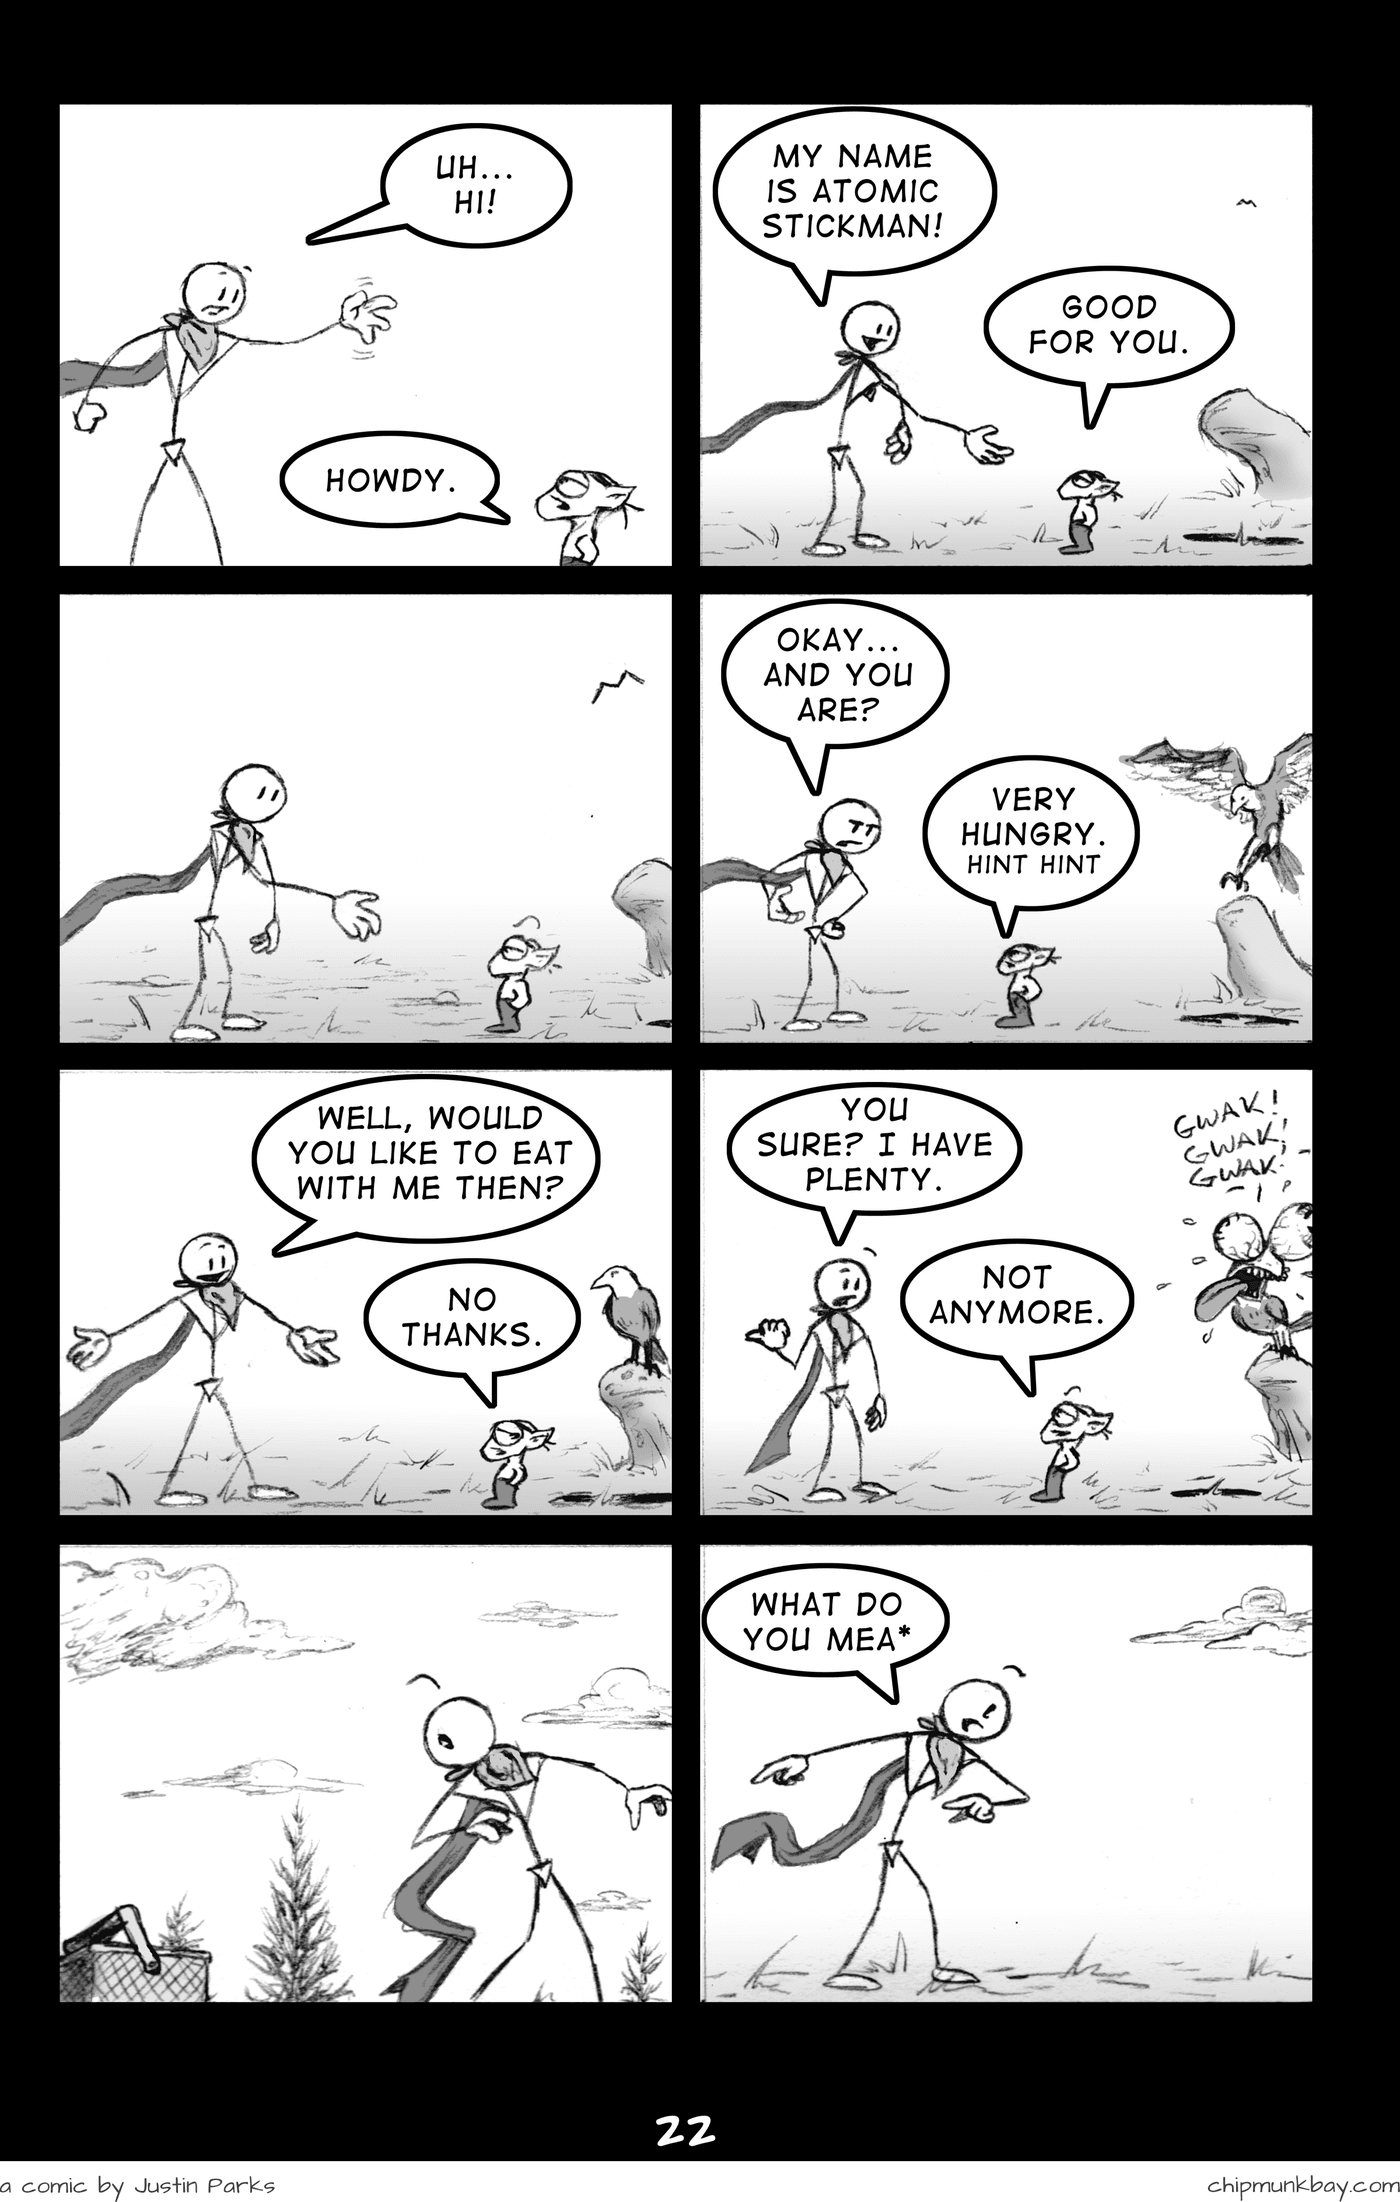 UH...
HI!
HOWDY.
MY NAME
IS ATOMIC
STICKMAN!
GOOD
FOR YOU.
OKAY...
AND YOU
ARE?
VERY
HUNGRY.
HINT HINT
WELL, WOULD
YOU LIKE TO EAT
WITH ME THEN?
NO
THANKS.
YOU
SURE? I HAVE
PLENTY.
NOT
ANYMORE.
GWAK!
GWAK!
GWAK!
WHAT DO
YOU MEA*
22
a comic by Justin Parks
chipmunkbay.com